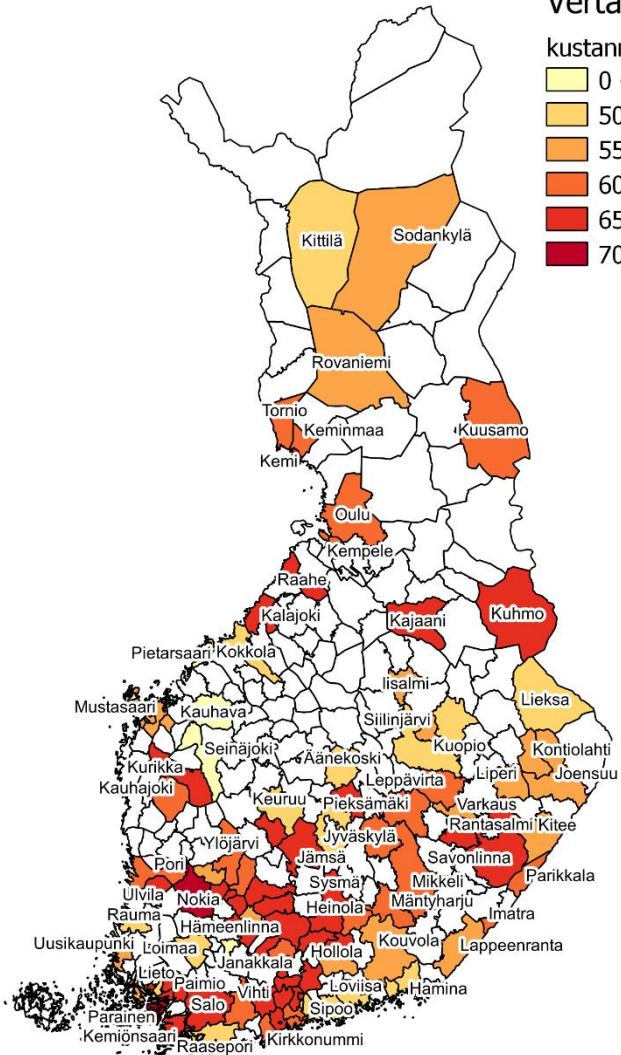 Verta
kustann
0 -
50
55
60
65
70
Kittilä
Sodankylä
Rovaniemi
Tornio
Keminmaa
Kuusamo
Kemi
Oulu
Kempele
Raahe
Kalajoki
Kajaani
Kuhmo
Pietarsaari Kokkola
Iisalmi
Lieksa
Mustasaari
Kauhava
Siilinjärvi
Seinäjoki
Kuopio
Kontiolahti
Kurikka
Äänekoski
Leppävirta
Liperi
Joensuu
Kauhajoki
Keuruu
Pieksämäki
Varkaus
Rantasalmi
Kitee
Ylöjärvi
Jyväskylä
Jämsä
Savonlinna
Pori
Sysmä
Mikkeli
Parikkala
Ulvila
Nokia
Heinola
Mäntyharju
Imatra
Rauma
Hämeenlinna
Kouvola
Lappeenranta
Uusikaupunki
Loimaa
Janakkala
Hollola
Lieto
Paimio
Vihti
Loviisa
Hamina
Salo
Sipoo
Parainen
Kemiönsaari
Kirkkonummi
Raasepori